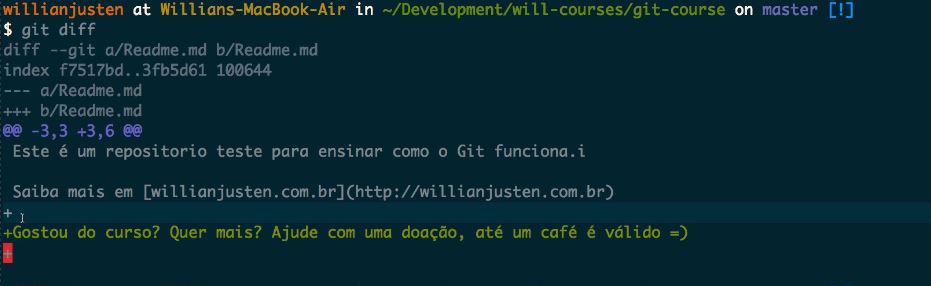 willianjusten at Willians-MacBook-Air in ~/Development/will-courses/git-course on master [!]
$ git diff
diff --git a/Readme.md b/Readme.md
index f7517bd..3fb5d61 100644
--- a/Readme.md
+++ b/Readme.md
@@ -3,3 +3,6 @@
Este é um repositorio teste para ensinar como o Git funciona.i
Saiba mais em [willianjusten.com.br](http://willianjusten.com.br)
+
+Gostou do curso? Quer mais? Ajude com uma doação, até um café é válido =)
+